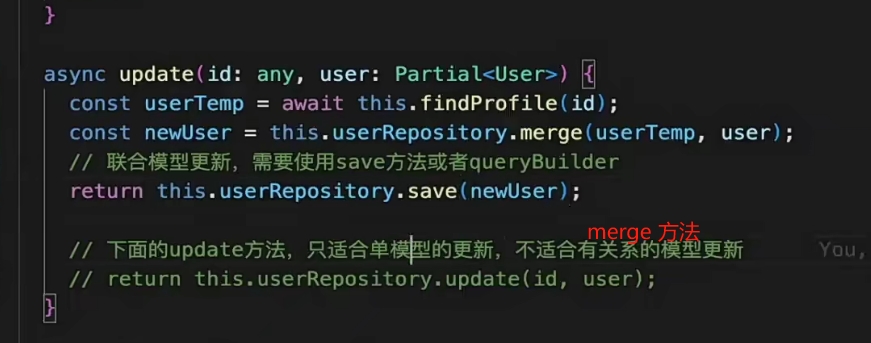 }
async update(id: any, user: Partial<User>) {
const userTemp = await this.findProfile(id);
const newUser = this.userRepository.merge(userTemp, user);
// 联合模型更新，需要使用save方法或者queryBuilder
return this.userRepository.save(newUser);
merge 方法
// 下面的update方法，只适合单模型的更新，不适合有关系的模型更新 You,
// return this.userRepository.update(id, user);
}